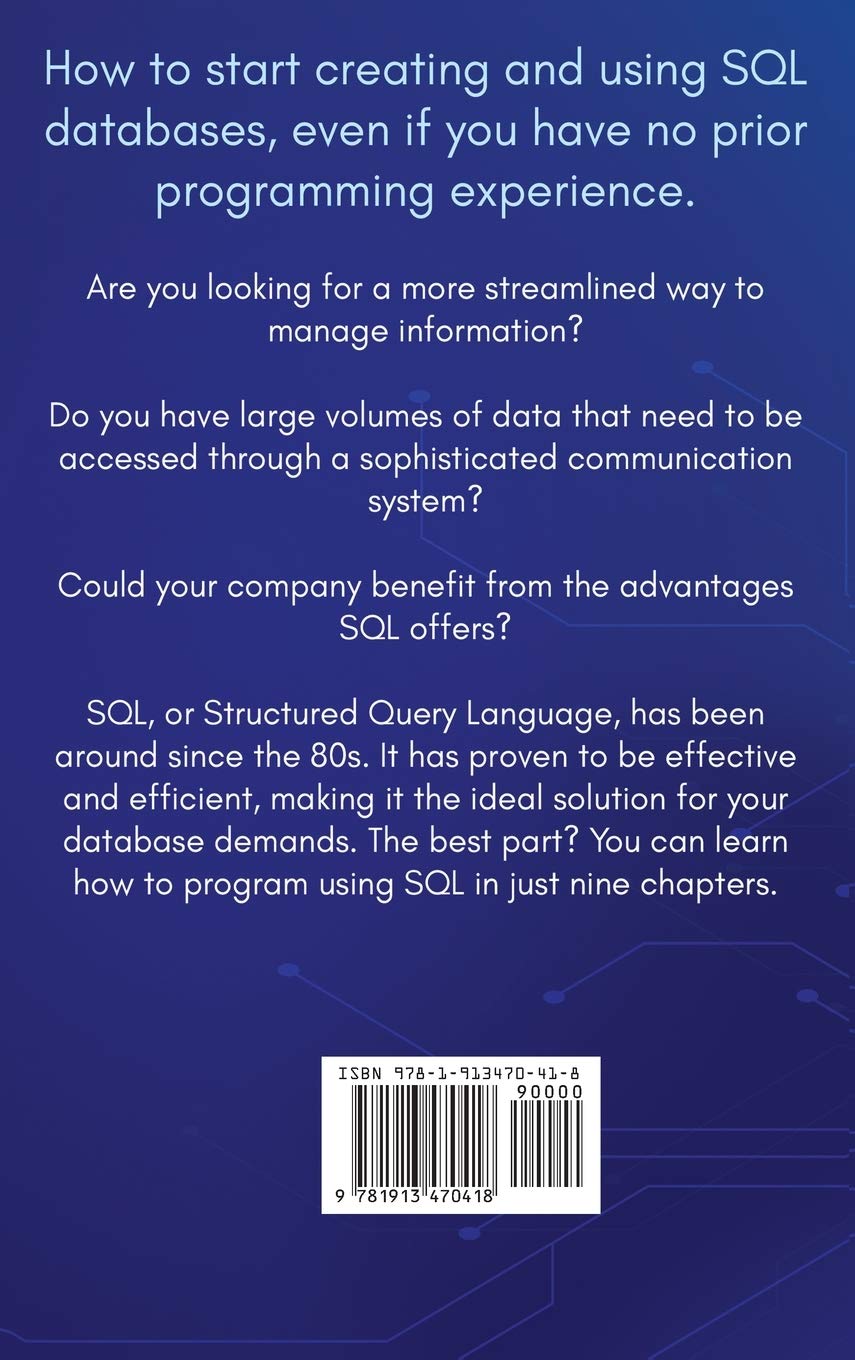 How to start creating and using SQL
databases, even if you have no prior
programming experience.
Are you looking for a more streamlined way to
manage information?
Do you have large volumes of data that need to be
accessed through a sophisticated communication
system?
Could your company benefit from the advantages
SQL offers?
SQL, or Structured Query Language, has been
around since the 80s. It has proven to be effective
and efficient, making it the ideal solution for your
database demands. The best part? You can learn
how to program using SQL in just nine chapters.
ISBN 978-1-913470-41-8
90000
9 781913 470418